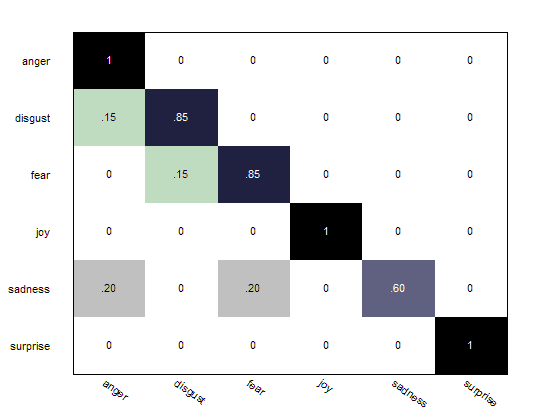 anger 1 0 0 0 0 0
disgust .15 .85 0 0 0 0
fear 0 .15 .85 0 0 0
joy 0 0 0 1 0 0
sadness .20 0 .20 0 .60 0
surprise 0 0 0 0 0 1
anger disgust fear joy sadness surprise